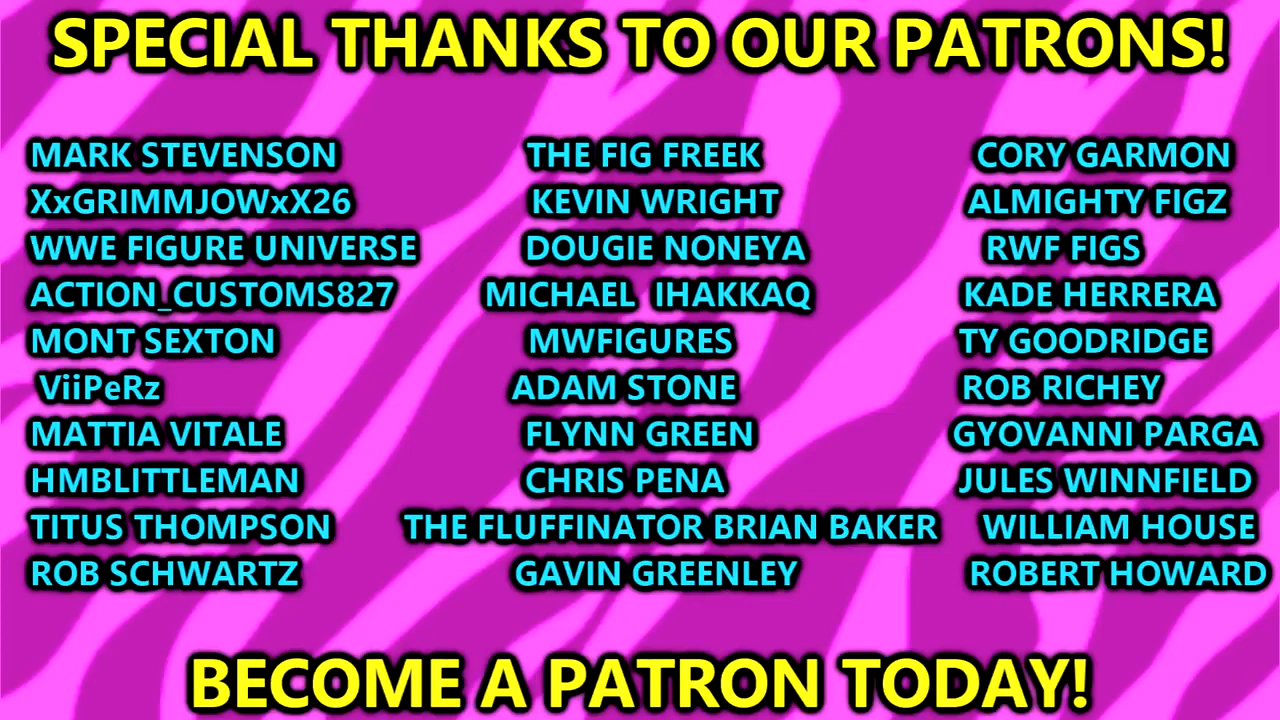 SPECIAL THANKS TO OUR PATRONS!
MARK STEVENSON THE FIG FREEK CORY GARMON
XxGRIMMJOWxX26 KEVIN WRIGHT ALMIGHTY FIGZ
WWE FIGURE UNIVERSE DOUGIE NONEYA RWF FIGS
ACTION_CUSTOMS827 MICHAEL IHAKKAQ KADE HERRERA
MONT SEXTON MWFIGURES TY GOODRIDGE
ViiPeRz ADAM STONE ROB RICHEY
MATTIA VITALE FLYNN GREEN GYOVANNI PARGA
HMBLITTLEMAN CHRIS PENA JULES WINNFIELD
TITUS THOMPSON THE FLUFFINATOR BRIAN BAKER WILLIAM HOUSE
ROB SCHWARTZ GAVIN GREENLEY ROBERT HOWARD
BECOME A PATRON TODAY!